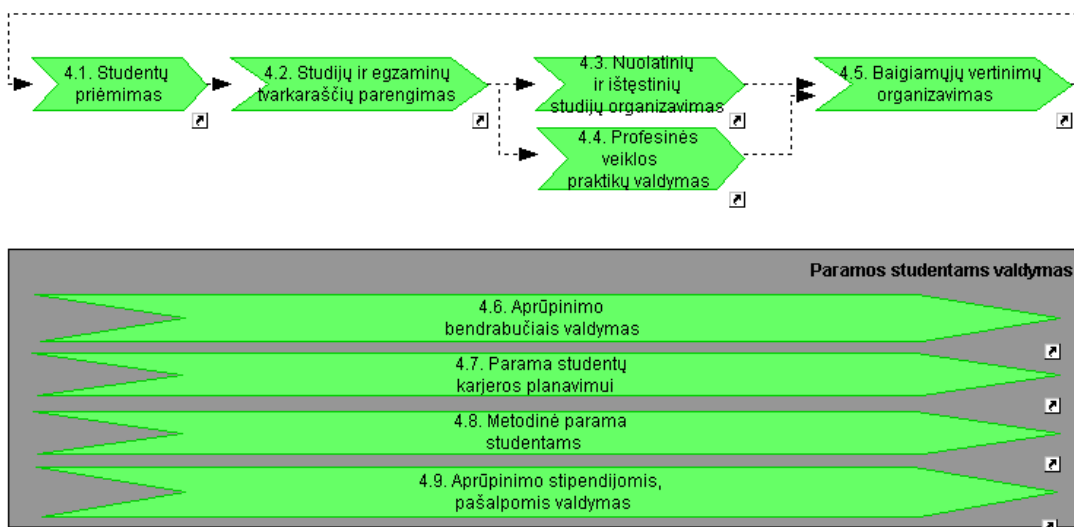 4.1. Studentų
priėmimas
4.2. Studijų ir egzaminų
tvarkaraščių parengimas
4.3. Nuolatinių
ir ištęstinių
studijų organizavimas
4.4. Profesinės
veiklos
praktikų valdymas
4.5. Baigiamųjų vertinimų
organizavimas
Paramos studentams valdymas
4.6. Aprūpinimo
bendrabučiais valdymas
4.7. Parama studentų
karjeros planavimui
4.8. Metodinė parama
studentams
4.9. Aprūpinimo stipendijomis,
pašalpomis valdymas